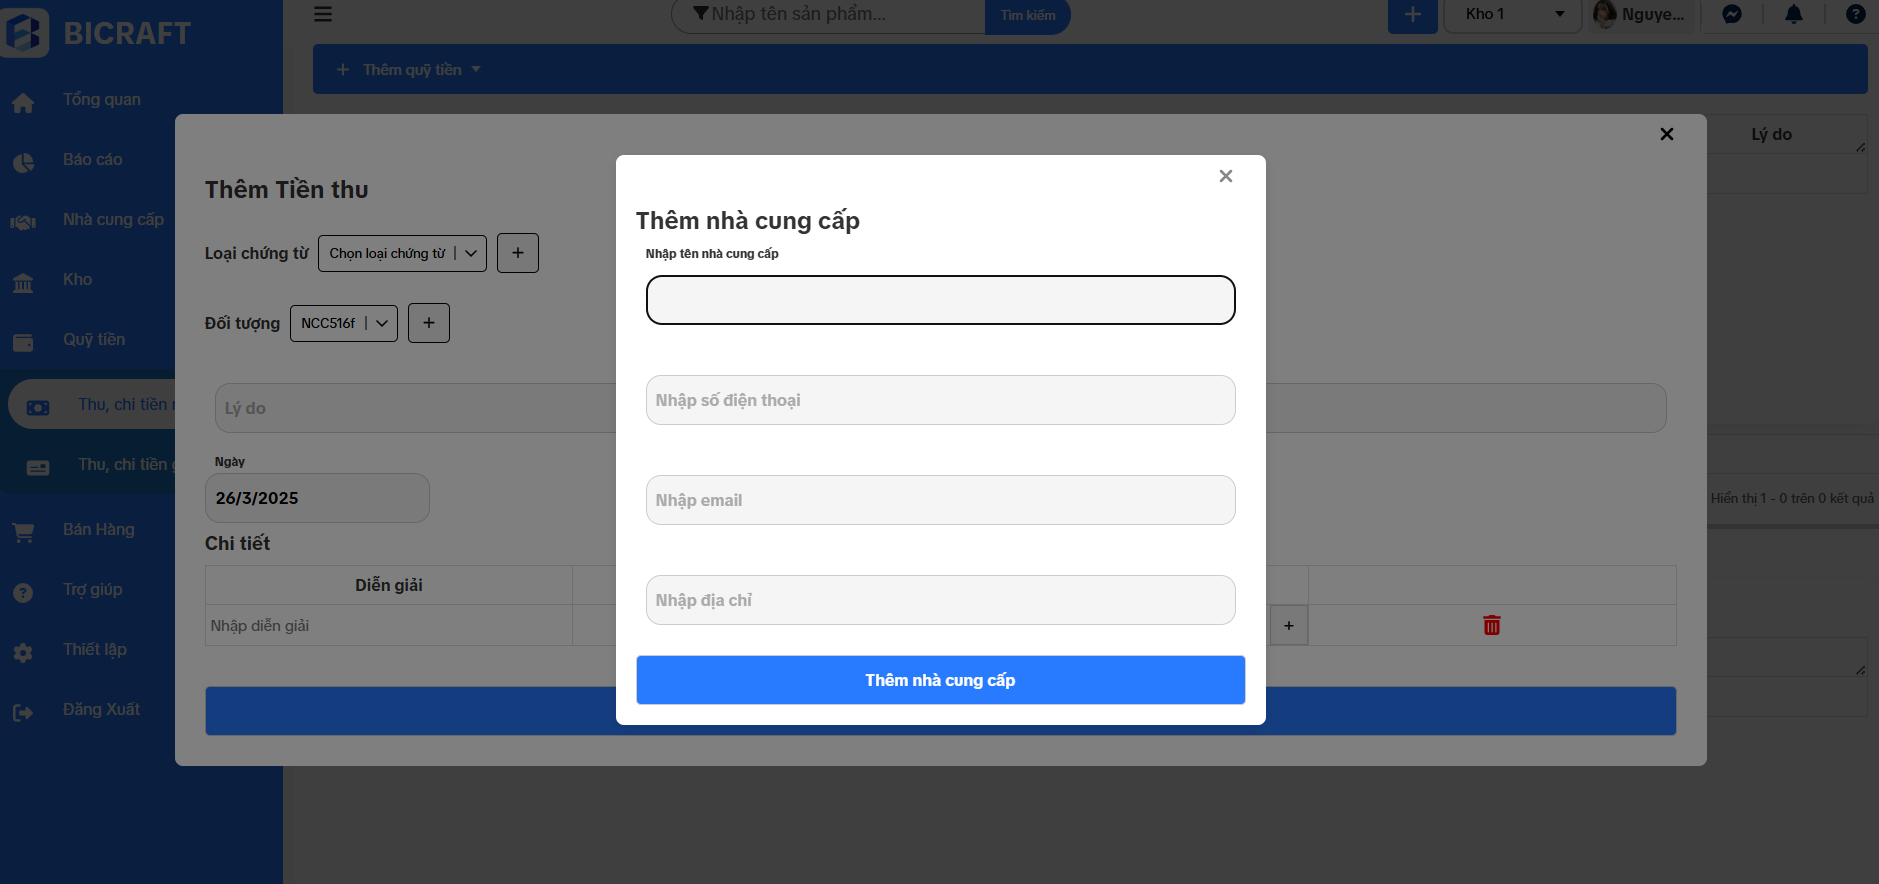 BICRAFT
Tổng quan
Báo cáo
Nhà cung cấp
Kho
Quỹ tiền
Thu, chi tiền
Thu, chi tiền
Bán Hàng
Trợ giúp
Thiết lập
Đăng Xuất
Nhập tên sản phẩm...
Tìm kiếm
+
Kho 1
Nguye...
?
+ Thêm quỹ tiền
Lý do
Hiển thị 1 - 0 trên 0 kết quả
Thêm Tiền thu
Loại chứng từ
Chọn loại chứng từ
+
Đối tượng
NCC516f
+
Lý do
Ngày
26/3/2025
Chi tiết
Diễn giải
Nhập diễn giải
+
Thêm nhà cung cấp
Nhập tên nhà cung cấp
Nhập số điện thoại
Nhập email
Nhập địa chỉ
Thêm nhà cung cấp